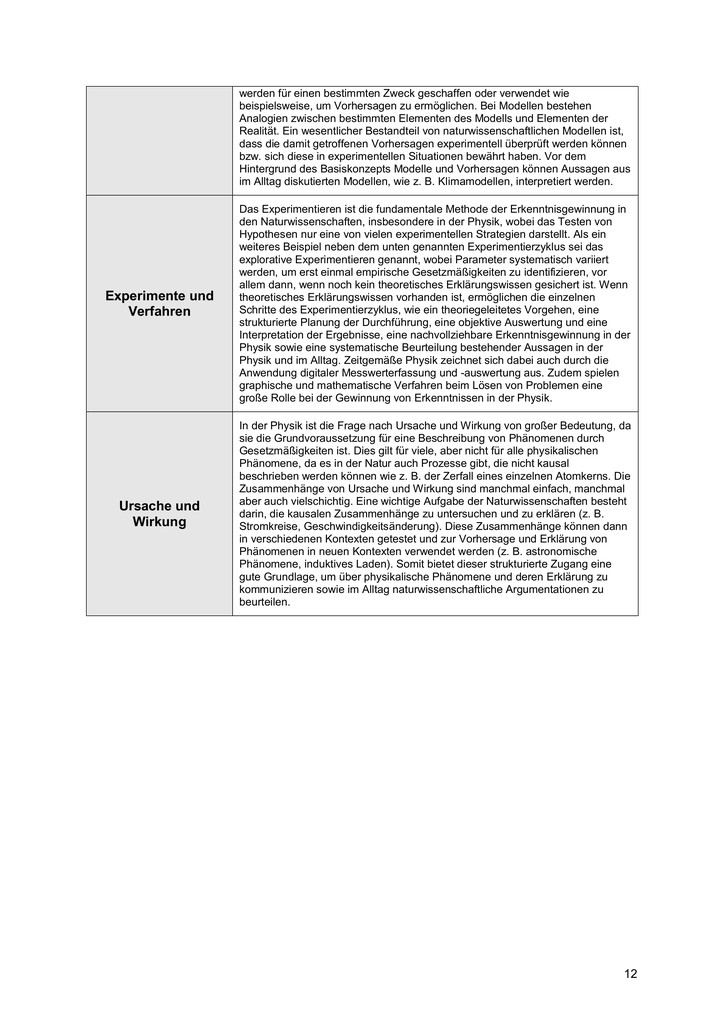 werden für einen bestimmten Zweck geschaffen oder verwendet wie
beispielsweise, um Vorhersagen zu ermöglichen. Bei Modellen bestehen
Analogien zwischen bestimmten Elementen des Modells und Elementen der
Realität. Ein wesentlicher Bestandteil von naturwissenschaftlichen Modellen ist,
dass die damit getroffenen Vorhersagen experimentell überprüft werden können
bzw. sich diese in experimentellen Situationen bewährt haben. Vor dem
Hintergrund des Basiskonzepts Modelle und Vorhersagen können Aussagen aus
im Alltag diskutierten Modellen, wie z. B. Klimamodellen, interpretiert werden.
Experimente und
Verfahren
Das Experimentieren ist die fundamentale Methode der Erkenntnisgewinnung in
den Naturwissenschaften, insbesondere in der Physik, wobei das Testen von
Hypothesen nur eine von vielen experimentellen Strategien darstellt. Als ein
weiteres Beispiel neben dem unten genannten Experimentierzyklus sei das
explorative Experimentieren genannt, wobei Parameter systematisch variiert
werden, um erst einmal empirische Gesetzmäßigkeiten zu identifizieren, vor
allem dann, wenn noch kein theoretisches Erklärungswissen gesichert ist. Wenn
theoretisches Erklärungswissen vorhanden ist, ermöglichen die einzelnen
Schritte des Experimentierzyklus, wie ein theoriegeleitetes Vorgehen, eine
strukturierte Planung der Durchführung, eine objektive Auswertung und eine
Interpretation der Ergebnisse, eine nachvollziehbare Erkenntnisgewinnung in der
Physik sowie eine systematische Beurteilung bestehender Aussagen in der
Physik und im Alltag. Zeitgemäße Physik zeichnet sich dabei auch durch die
Anwendung digitaler Messwerterfassung und -auswertung aus. Zudem spielen
graphische und mathematische Verfahren beim Lösen von Problemen eine
große Rolle bei der Gewinnung von Erkenntnissen in der Physik.
Ursache und
Wirkung
In der Physik ist die Frage nach Ursache und Wirkung von großer Bedeutung, da
sie die Grundvoraussetzung für eine Beschreibung von Phänomenen durch
Gesetzmäßigkeiten ist. Dies gilt für viele, aber nicht für alle physikalischen
Phänomene, da es in der Natur auch Prozesse gibt, die nicht kausal
beschrieben werden können wie z. B. der Zerfall eines einzelnen Atomkerns. Die
Zusammenhänge von Ursache und Wirkung sind manchmal einfach, manchmal
aber auch vielschichtig. Eine wichtige Aufgabe der Naturwissenschaften besteht
darin, die kausalen Zusammenhänge zu untersuchen und zu erklären (z. B.
Stromkreise, Geschwindigkeitsänderung). Diese Zusammenhänge können dann
in verschiedenen Kontexten getestet und zur Vorhersage und Erklärung von
Phänomenen in neuen Kontexten verwendet werden (z. B. astronomische
Phänomene, induktives Laden). Somit bietet dieser strukturierte Zugang eine
gute Grundlage, um über physikalische Phänomene und deren Erklärung zu
kommunizieren sowie im Alltag naturwissenschaftliche Argumentationen zu
beurteilen.
12